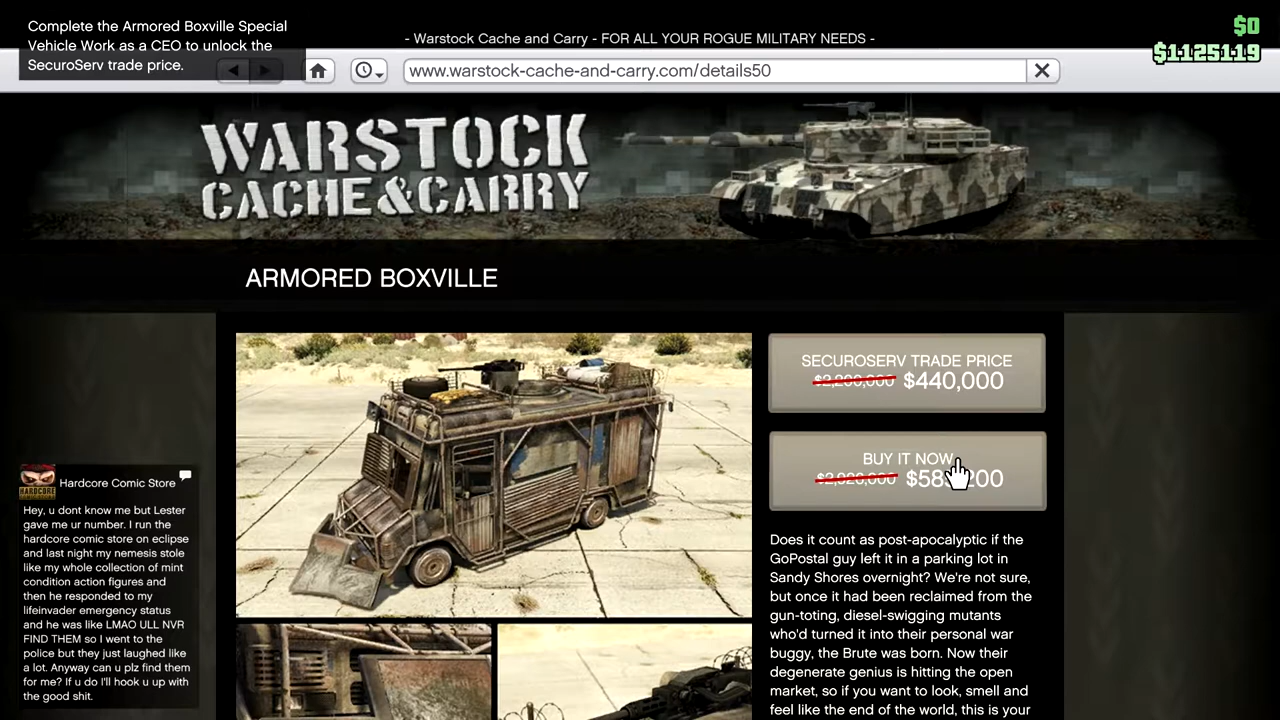 Complete the Armored Boxville Special
Vehicle Work as a CEO to unlock the
SecuroServ trade price.
- Warstock Cache and Carry - FOR ALL YOUR ROGUE MILITARY NEEDS -
$0
$1125119
www.warstock-cache-and-carry.com/details50
WARSTOCK
CACHE&CARRY
ARMORED BOXVILLE
SECUROSERV TRADE PRICE
$440,000
BUY IT NOW
Does it count as post-apocalyptic if the
GoPostal guy left it in a parking lot in
Sandy Shores overnight? We're not sure,
but once it had been reclaimed from the
gun-toting, diesel-swigging mutants
who'd turned it into their personal war
buggy, the Brute was born. Now their
degenerate genius is hitting the open
market, so if you want to look, smell and
feel like the end of the world, this is your
HARDCORE
Hardcore Comic Store
Hey, u dont know me but Lester
gave me ur number. I run the
hardcore comic store on eclipse
and last night my nemesis stole
like my whole collection of mint
condition action figures and
then he responded to my
lifeinvader emergency status
and he was like LMAO ULL NVR
FIND THEM so I went to the
police but they just laughed like
a lot. Anyway can u plz find them
for me? If u do I'll hook u up with
the good shit.